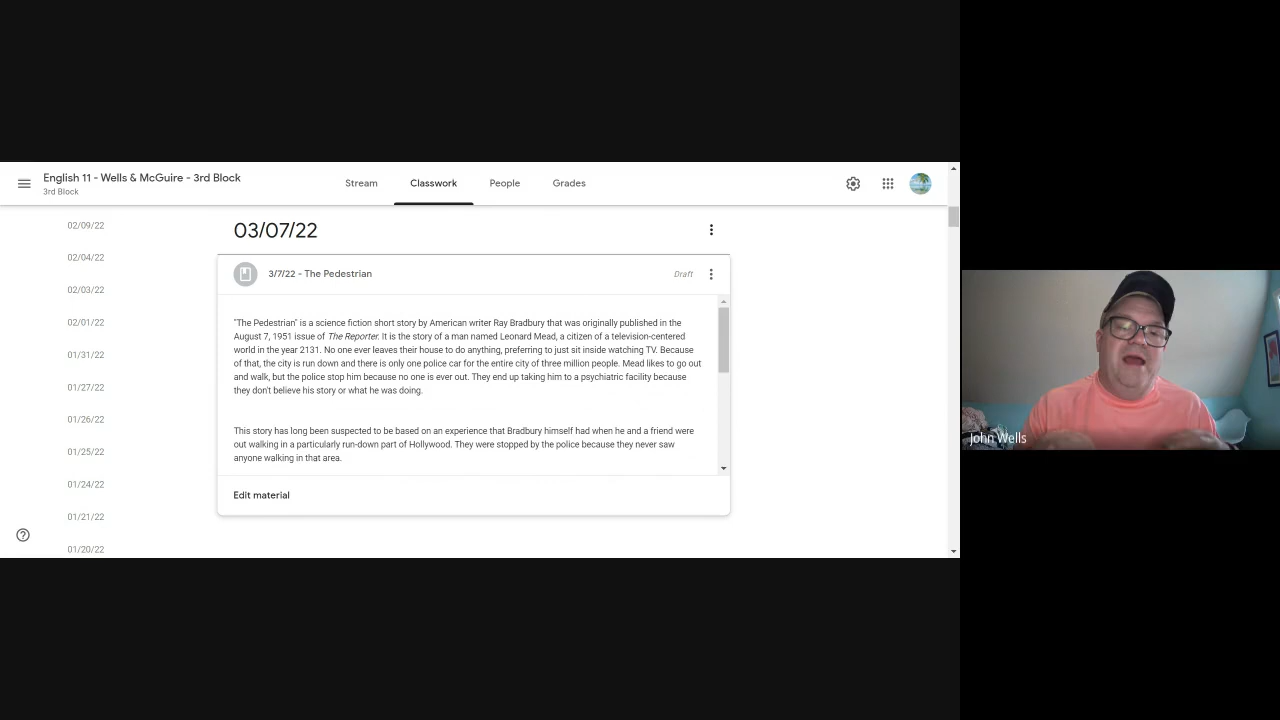 English 11 - Wells & McGuire - 3rd Block
3rd Block
Stream
Classwork
People
Grades
02/09/22
02/04/22
02/03/22
02/01/22
01/31/22
01/27/22
01/26/22
01/25/22
01/24/22
01/21/22
01/20/22
03/07/22
3/7/22 - The Pedestrian
Draft
"The Pedestrian" is a science fiction short story by American writer Ray Bradbury that was originally published in the
August 7, 1951 issue of The Reporter. It is the story of a man named Leonard Mead, a citizen of a television-centered
world in the year 2131. No one ever leaves their house to do anything, preferring to just sit inside watching TV. Because
of that, the city is run down and there is only one police car for the entire city of three million people. Mead likes to go out
and walk, but the police stop him because no one is ever out. They end up taking him to a psychiatric facility because
they don't believe his story or what he was doing.
This story has long been suspected to be based on an experience that Bradbury himself had when he and a friend were
out walking in a particularly run-down part of Hollywood. They were stopped by the police because they never saw
anyone walking in that area.
Edit material
John Wells